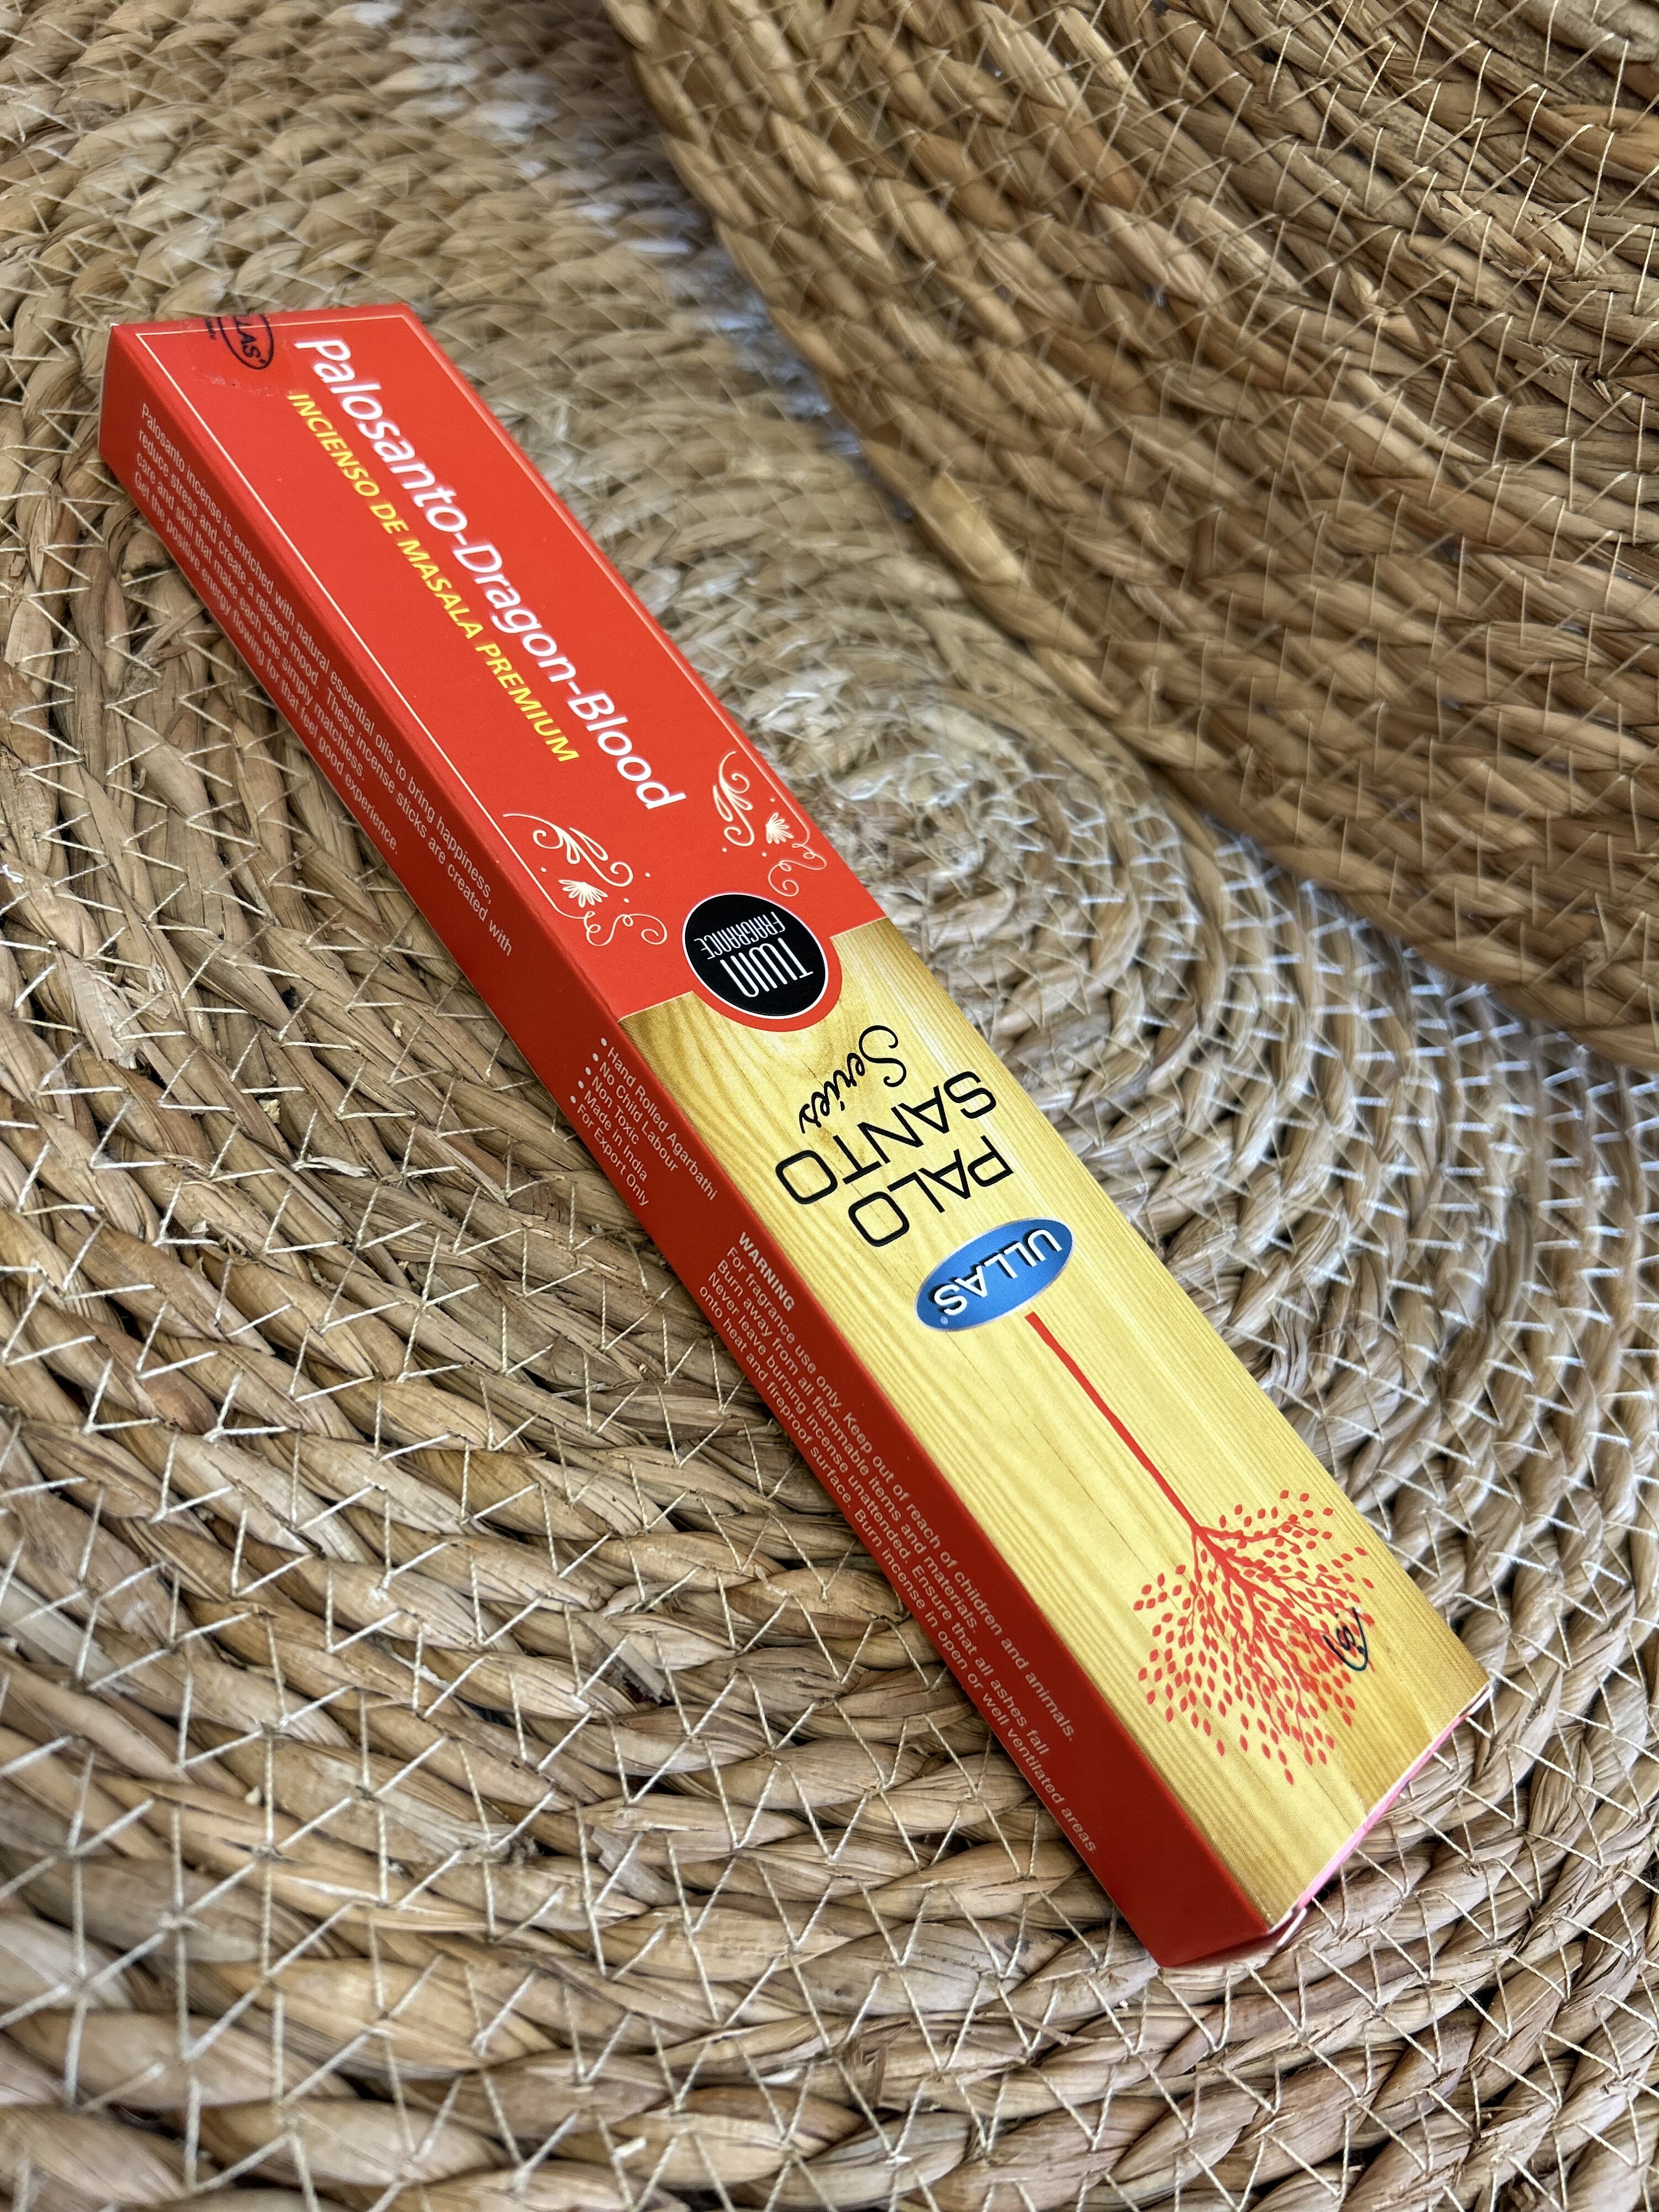 ULLAS
PALO
SANTO
Series
TWIN
FRAGRANCE
Palosanto-Dragon-Blood
INCIENSO DE MASALA PREMIUM
Palosanto incense is enriched with natural essential oils to bring happiness,
reduce stress and create a relaxed mood. These incense sticks are created with
care and skill that make each one simply matchless.
Get the positive energy flowing for that feel good experience.
• Hand Rolled Agarbathi
• No Child Labour
• Non Toxic
• Made in India
• For Export Only
WARNING
For fragrance use only. Keep out of reach of children and animals.
Burn away from all flammable items and materials.
Never leave burning incense unattended. Ensure that all ashes fall
onto heat and fireproof surface. Burn incense in open or well ventilated areas